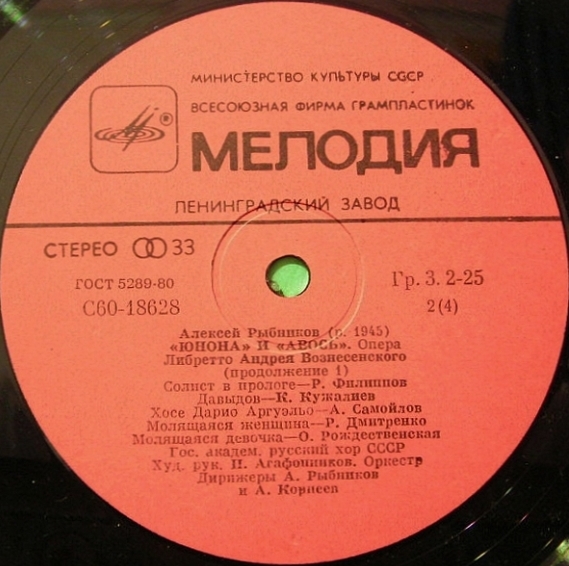 МИНИСТЕРСТВО КУЛЬТУРЫ СССР
ВСЕСОЮЗНАЯ ФИРМА ГРАМПЛАСТИНОК
®
МЕЛОДИЯ
ЛЕНИНГРАДСКИЙ ЗАВОД
СТЕРЕО 33
ГОСТ 5289-80
Гр. 3. 2-25
С60-18628
2(4)
Алексей Рыбников (р. 1945)
«ЮНОНА» И «АВОСЬ». Опера
Либретто Андрея Вознесенского
(продолжение 1)
Солист в прологе—Р. Филиппов
Давыдов—К. Кужалиев
Хосе Дарио Аргуэльо—А. Самойлов
Молящаяся женщина—Р. Дмитренко
Молящаяся девочка—О. Рождественская
Гос. академ. русский хор СССР
Худ. рук. И. Агафонников. Оркестр
Дирижеры А. Рыбников
и А. Корнеев